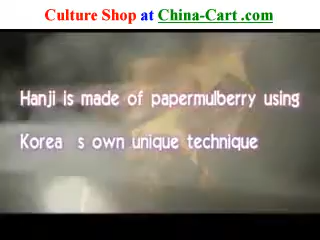 Culture Shop at China-Cart .com
Hanji is made of papermulberry using
Korea s own unique technique